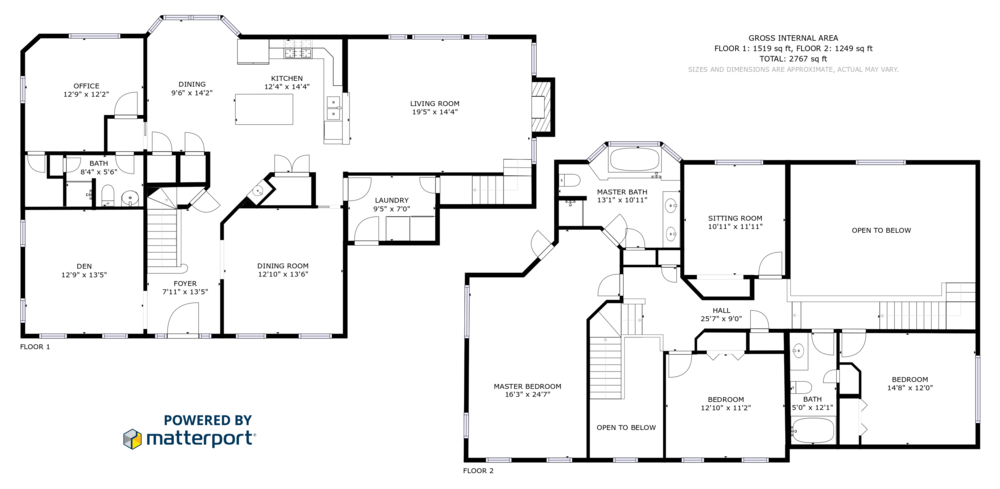 GROSS INTERNAL AREA
FLOOR 1: 1519 sq ft, FLOOR 2: 1249 sq ft
TOTAL: 2767 sq ft
SIZES AND DIMENSIONS ARE APPROXIMATE, ACTUAL MAY VARY.
OFFICE
12'9" x 12'2"
DINING
9'6" x 14'2"
KITCHEN
12'4" x 14'4"
LIVING ROOM
19'5" x 14'4"
BATH
8'4" x 5'6"
LAUNDRY
9'5" x 7'0"
DEN
12'9" x 13'5"
FOYER
7'11" x 13'5"
DINING ROOM
12'10" x 13'6"
FLOOR 1
MASTER BATH
13'1" x 10'11"
SITTING ROOM
10'11" x 11'11"
OPEN TO BELOW
HALL
25'7" x 9'0"
MASTER BEDROOM
16'3" x 24'7"
OPEN TO BELOW
BEDROOM
12'10" x 11'2"
BATH
5'0" x 12'1"
BEDROOM
14'8" x 12'0"
FLOOR 2
POWERED BY
matterport